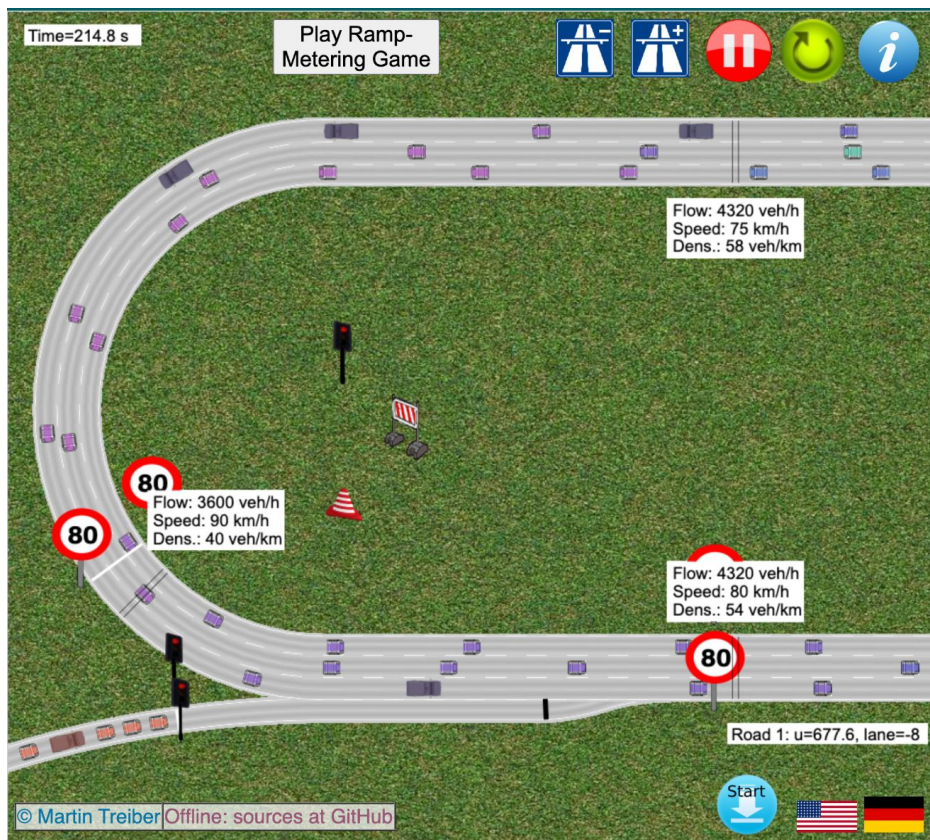 Time=214.8 s
Play Ramp-
Metering Game
i
Flow: 4320 veh/h
Speed: 75 km/h
Dens.: 58 veh/km
80
Flow: 3600 veh/h
Speed: 90 km/h
Dens.: 40 veh/km
80
Flow: 4320 veh/h
Speed: 80 km/h
Dens.: 54 veh/km
80
Road 1: u=677.6, lane=-8
Start
© Martin Treiber Offline: sources at GitHub